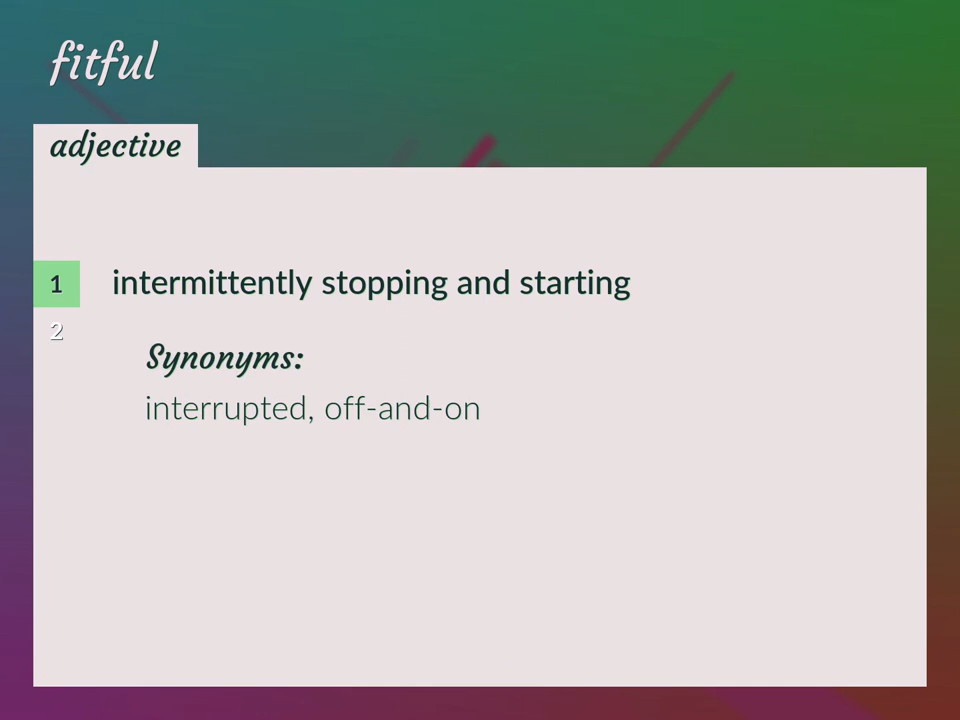 fitful
adjective
1 intermittently stopping and starting
2
Synonyms:
interrupted, off-and-on